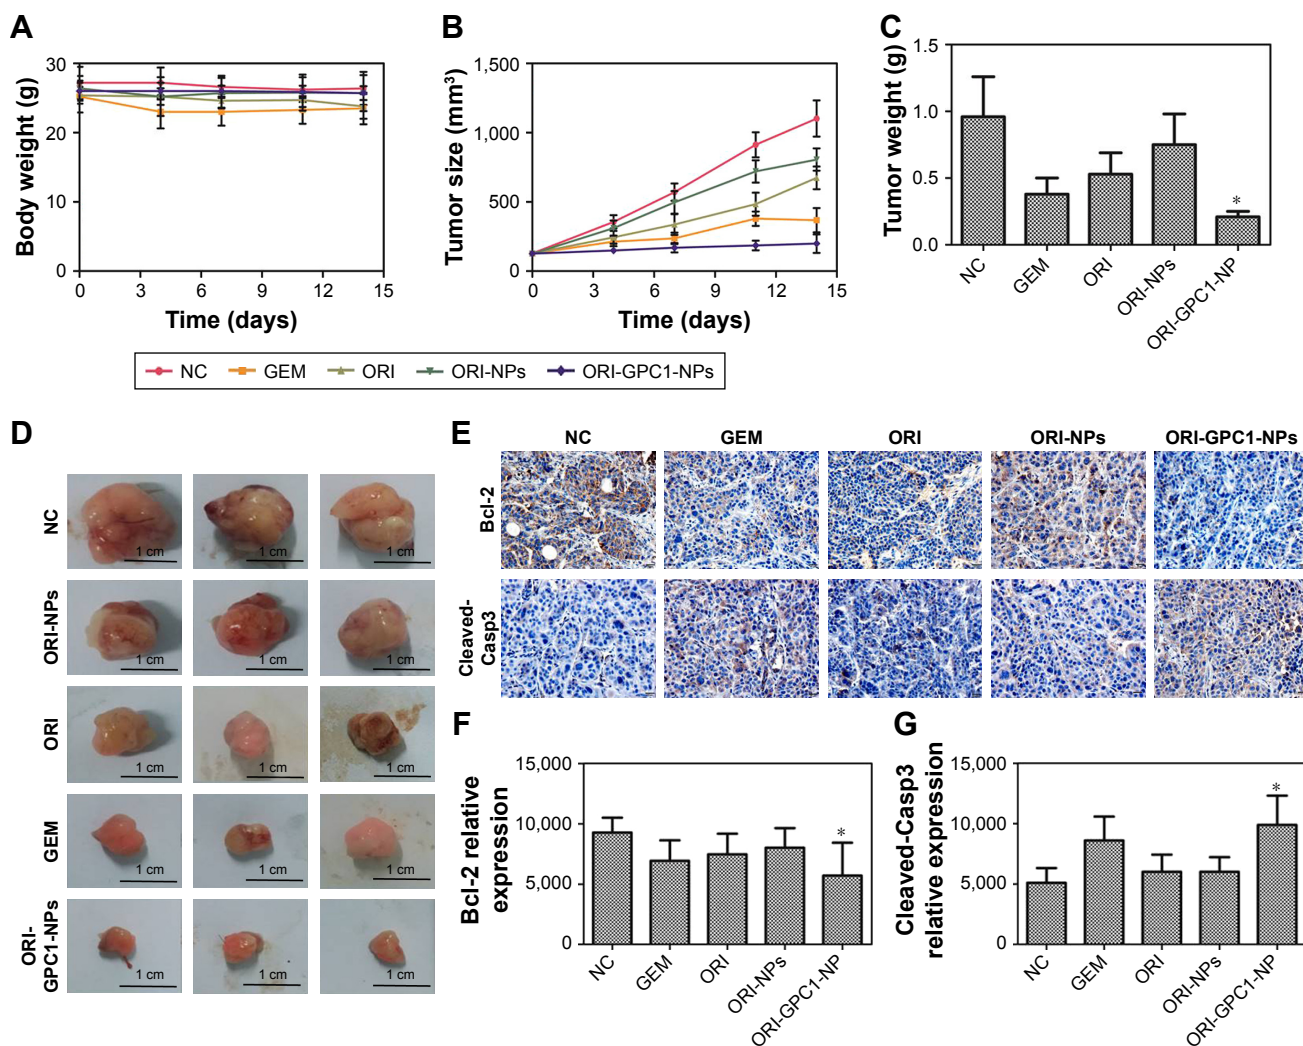 A
Body weight (g)
30
20
10
0
0 3 6 9 12 15
Time (days)
B
Tumor size (mm³)
1,500
1,000
500
0
0 3 6 9 12 15
Time (days)
C
Tumor weight (g)
1.5
1.0
0.5
0.0
*
NC
GEM
ORI
ORI-NPs
ORI-GPC1-NP
NC GEM ORI ORI-NPs ORI-GPC1-NPs
D
NC
1 cm 1 cm 1 cm
ORI-NPs
1 cm 1 cm 1 cm
ORI
1 cm 1 cm 1 cm
GEM
1 cm 1 cm 1 cm
ORI-
GPC1-NPs
1 cm 1 cm 1 cm
E
NC GEM ORI ORI-NPs ORI-GPC1-NPs
Bcl-2
Cleaved-
Casp3
F
Bcl-2 relative
expression
15,000
10,000
5,000
0
*
NC
GEM
ORI
ORI-NPs
ORI-GPC1-NP
G
Cleaved-Casp3
relative expression
15,000
10,000
5,000
0
*
NC
GEM
ORI
ORI-NPs
ORI-GPC1-NP